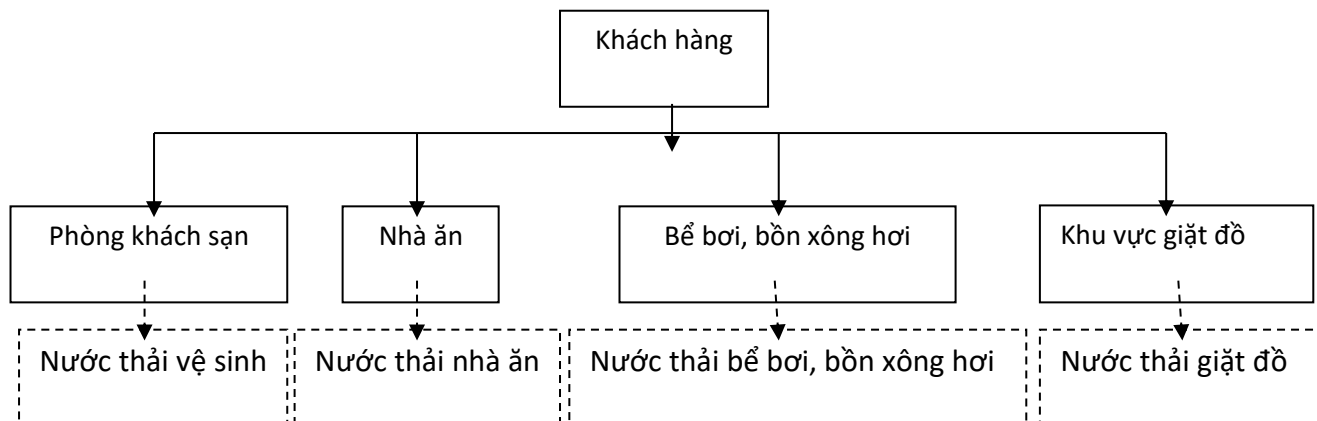 Khách hàng
Phòng khách sạn
Nhà ăn
Bể bơi, bồn xông hơi
Khu vực giặt đồ
Nước thải vệ sinh
Nước thải nhà ăn
Nước thải bể bơi, bồn xông hơi
Nước thải giặt đồ